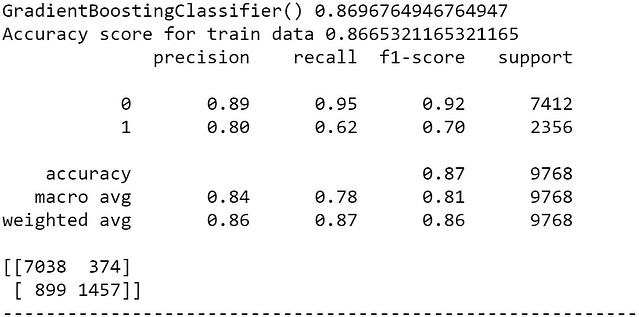 GradientBoostingClassifier() 0.8696764946764947
Accuracy score for train data 0.8665321165321165
precision recall f1-score support
0 0.89 0.95 0.92 7412
1 0.80 0.62 0.70 2356
accuracy 0.87 9768
macro avg 0.84 0.78 0.81 9768
weighted avg 0.86 0.87 0.86 9768
[[7038 374]
[ 899 1457]]
------------------------------------------------------------